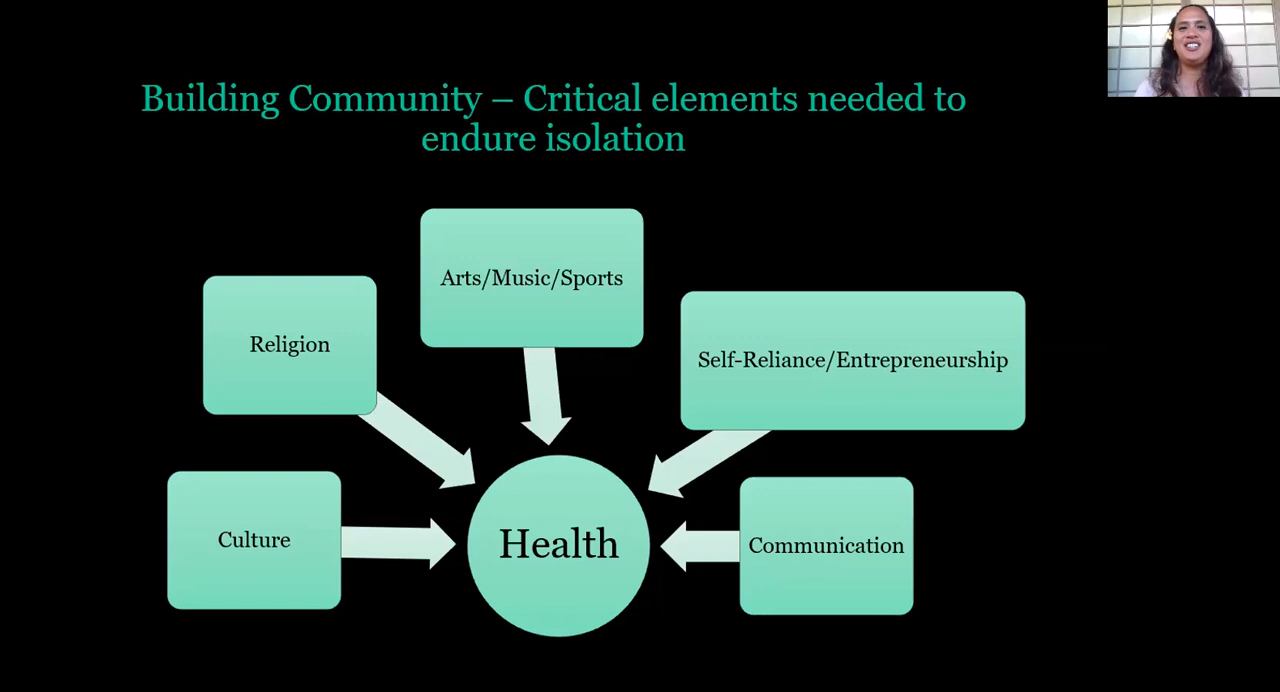 Building Community – Critical elements needed to
endure isolation
Arts/Music/Sports
Religion
Self-Reliance/Entrepreneurship
Culture
Health
Communication